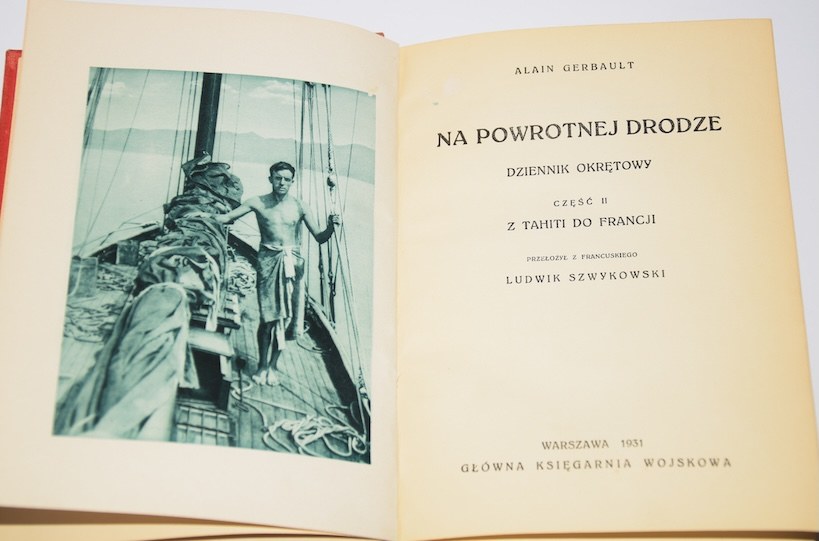 ALAIN GERBAULT
NA POWROTNEJ DRODZE
DZIENNIK OKRĘTOWY
CZĘŚĆ II
Z TAHITI DO FRANCJI
PRZEŁOŻYŁ Z FRANCUSKIEGO
LUDWIK SZWYKOWSKI
WARSZAWA 1931
GŁÓWNA KSIĘGARNIA WOJSKOWA